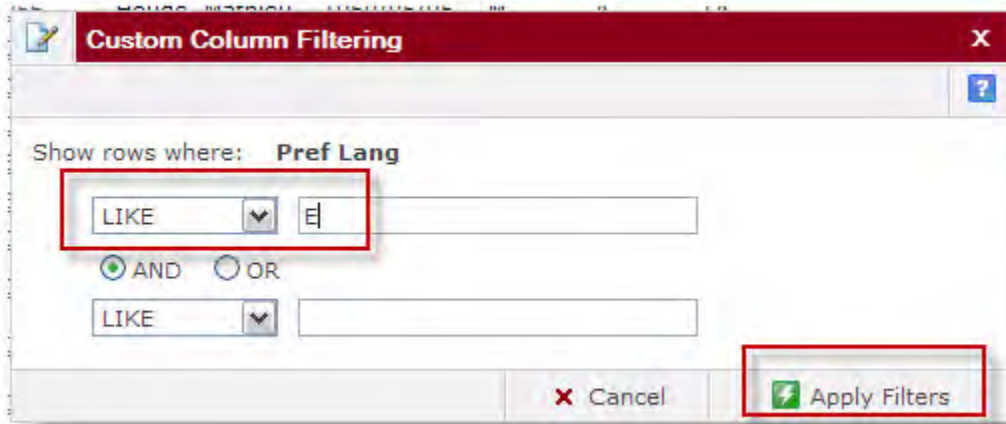 Custom Column Filtering x
?
Show rows where: Pref Lang
LIKE E
AND OR
LIKE
x Cancel Apply Filters